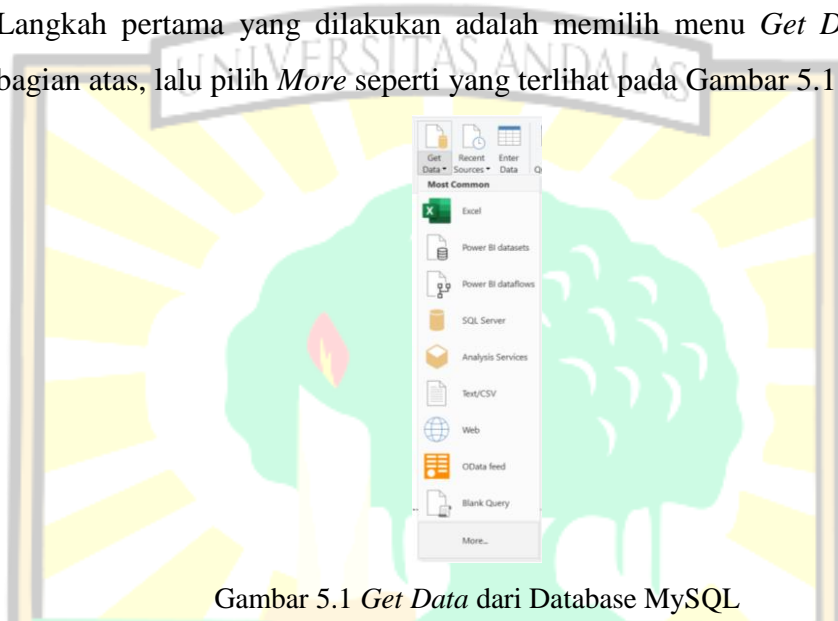 Langkah pertama yang dilakukan adalah memilih menu Get D
UNIVERSITAS ANDALAS
bagian atas, lalu pilih More seperti yang terlihat pada Gambar 5.1
Get Data
Recent Sources
Enter Data
Most Common
Excel
Power BI datasets
Power BI dataflows
SQL Server
Analysis Services
Text/CSV
Web
OData feed
Blank Query
More...
Gambar 5.1 Get Data dari Database MySQL